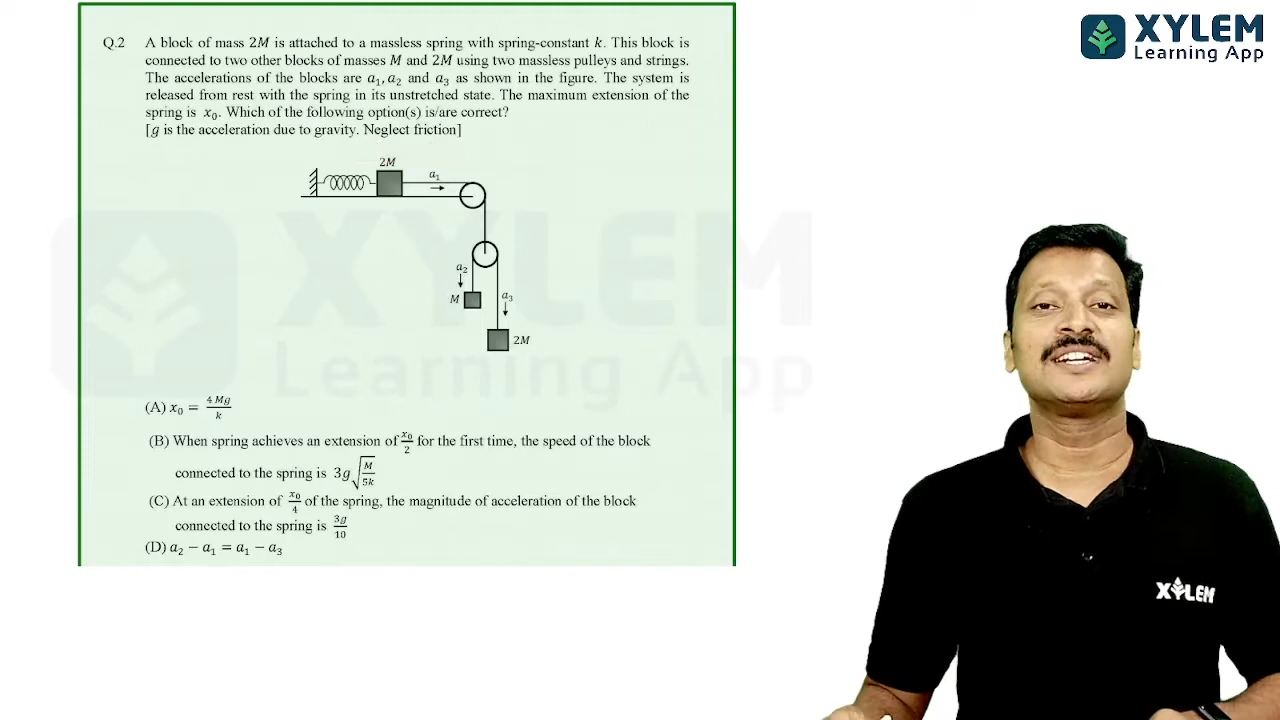 XYLEM
Learning App
Q.2 A block of mass 2M is attached to a massless spring with spring-constant k. This block is
connected to two other blocks of masses M and 2M using two massless pulleys and strings.
The accelerations of the blocks are a₁, a₂ and a₃ as shown in the figure. The system is
released from rest with the spring in its unstretched state. The maximum extension of the
spring is x₀. Which of the following option(s) is/are correct?
[g is the acceleration due to gravity. Neglect friction]
2M
a₁
a₂
M
a₃
2M
XYLEM
Learning App
(A) x₀ = 4Mg/k
(B) When spring achieves an extension of x₀/2 for the first time, the speed of the block
connected to the spring is 3g√(M/5k)
(C) At an extension of x₀/4 of the spring, the magnitude of acceleration of the block
connected to the spring is 3g/10
(D) a₂ − a₁ = a₁ − a₃
XYLEM